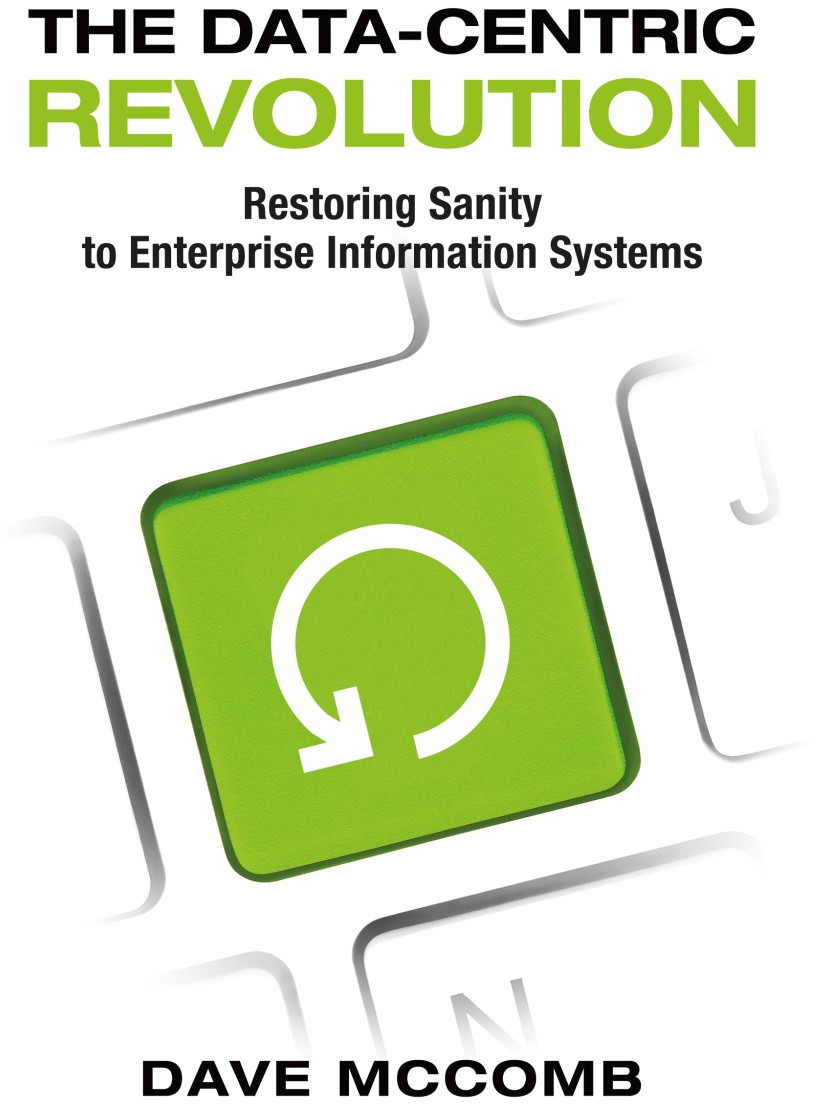 THE DATA-CENTRIC
REVOLUTION
Restoring Sanity
to Enterprise Information Systems
J
N
DAVE MCCOMB